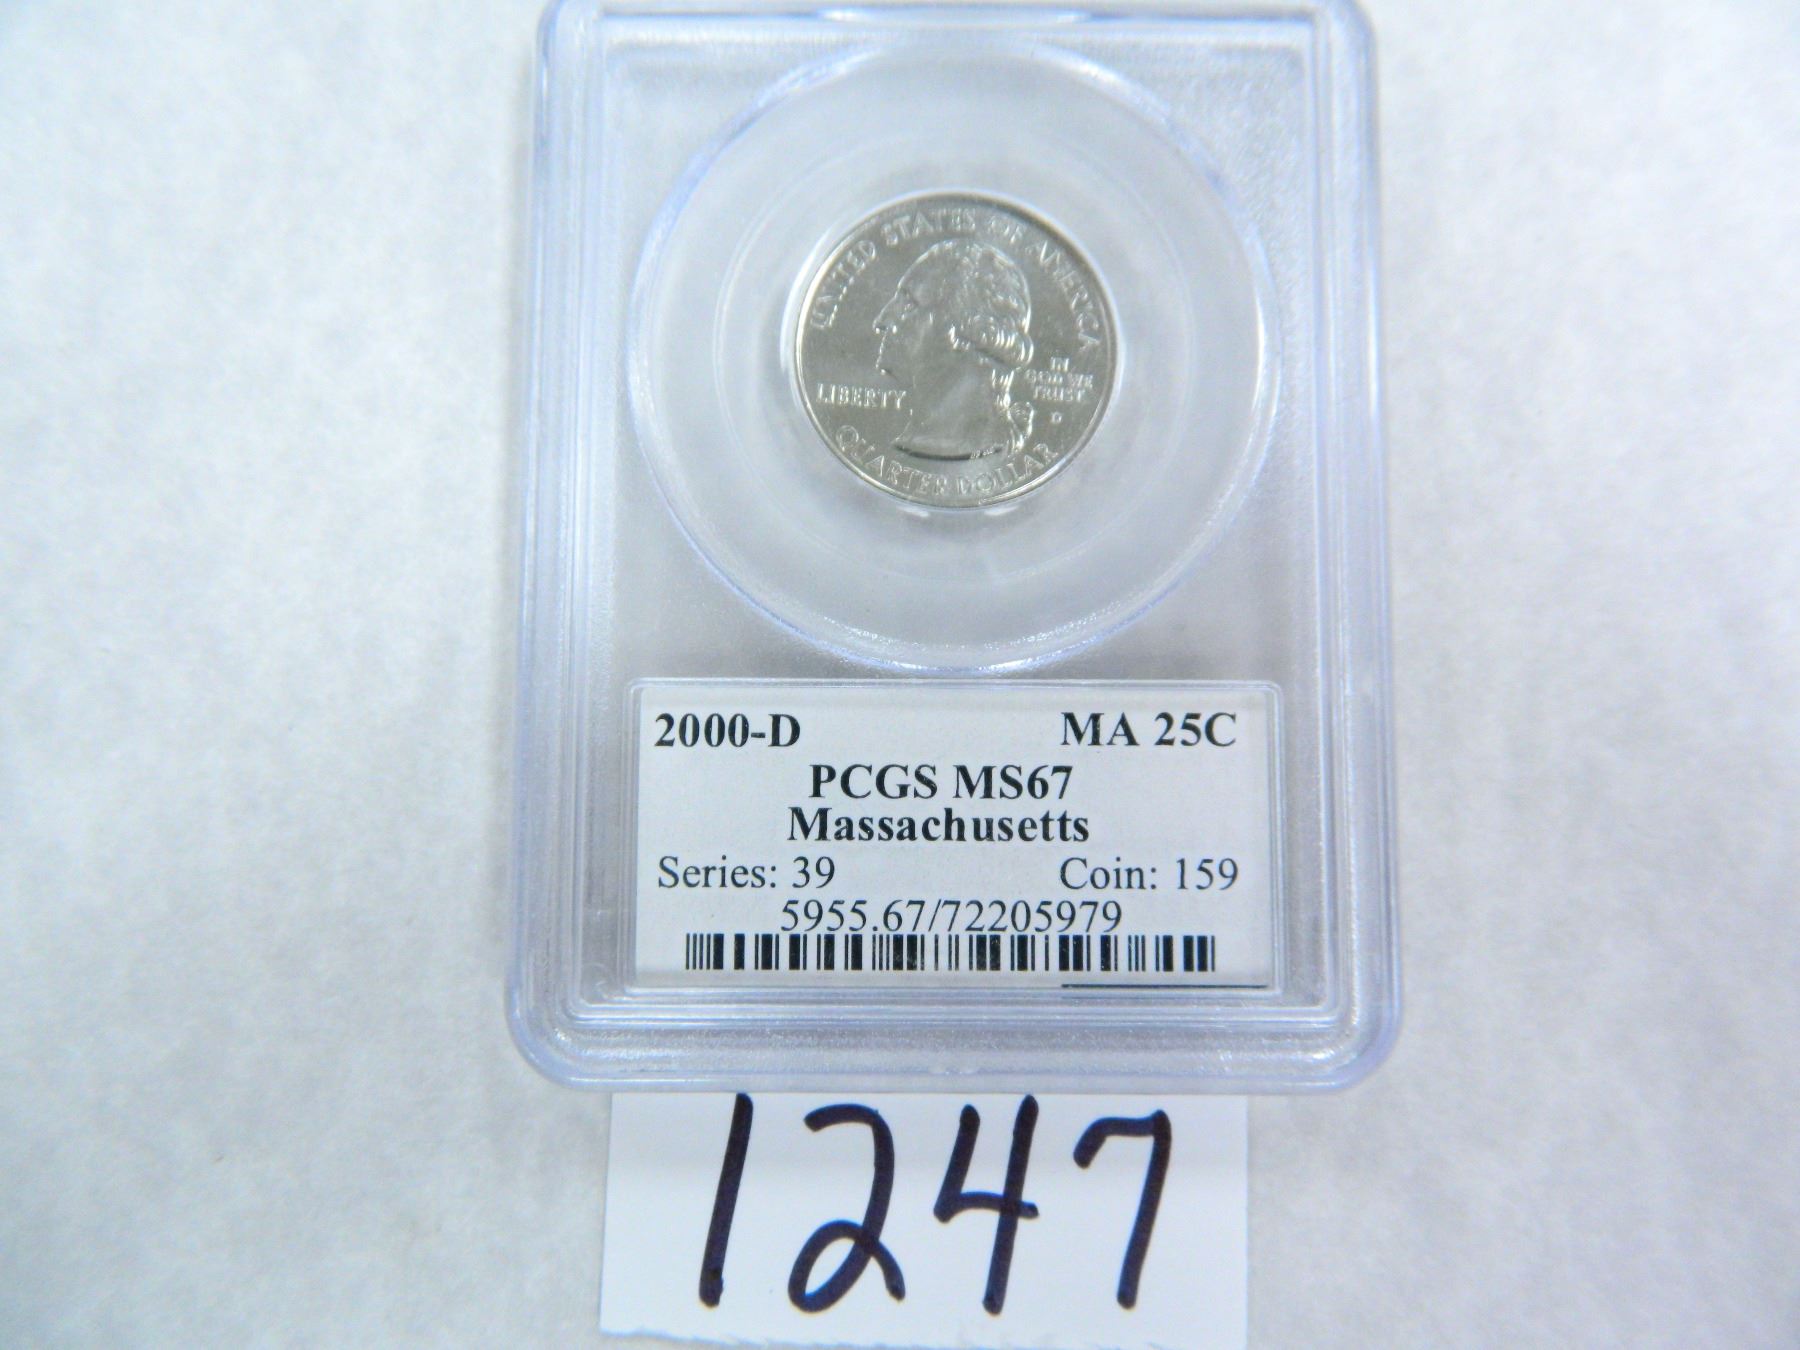 UNITED STATES OF AMERICA
LIBERTY
IN
GOD WE
TRUST
D
QUARTER DOLLAR
2000-D MA 25C
PCGS MS67
Massachusetts
Series: 39 Coin: 159
5955.67/72205979
1247